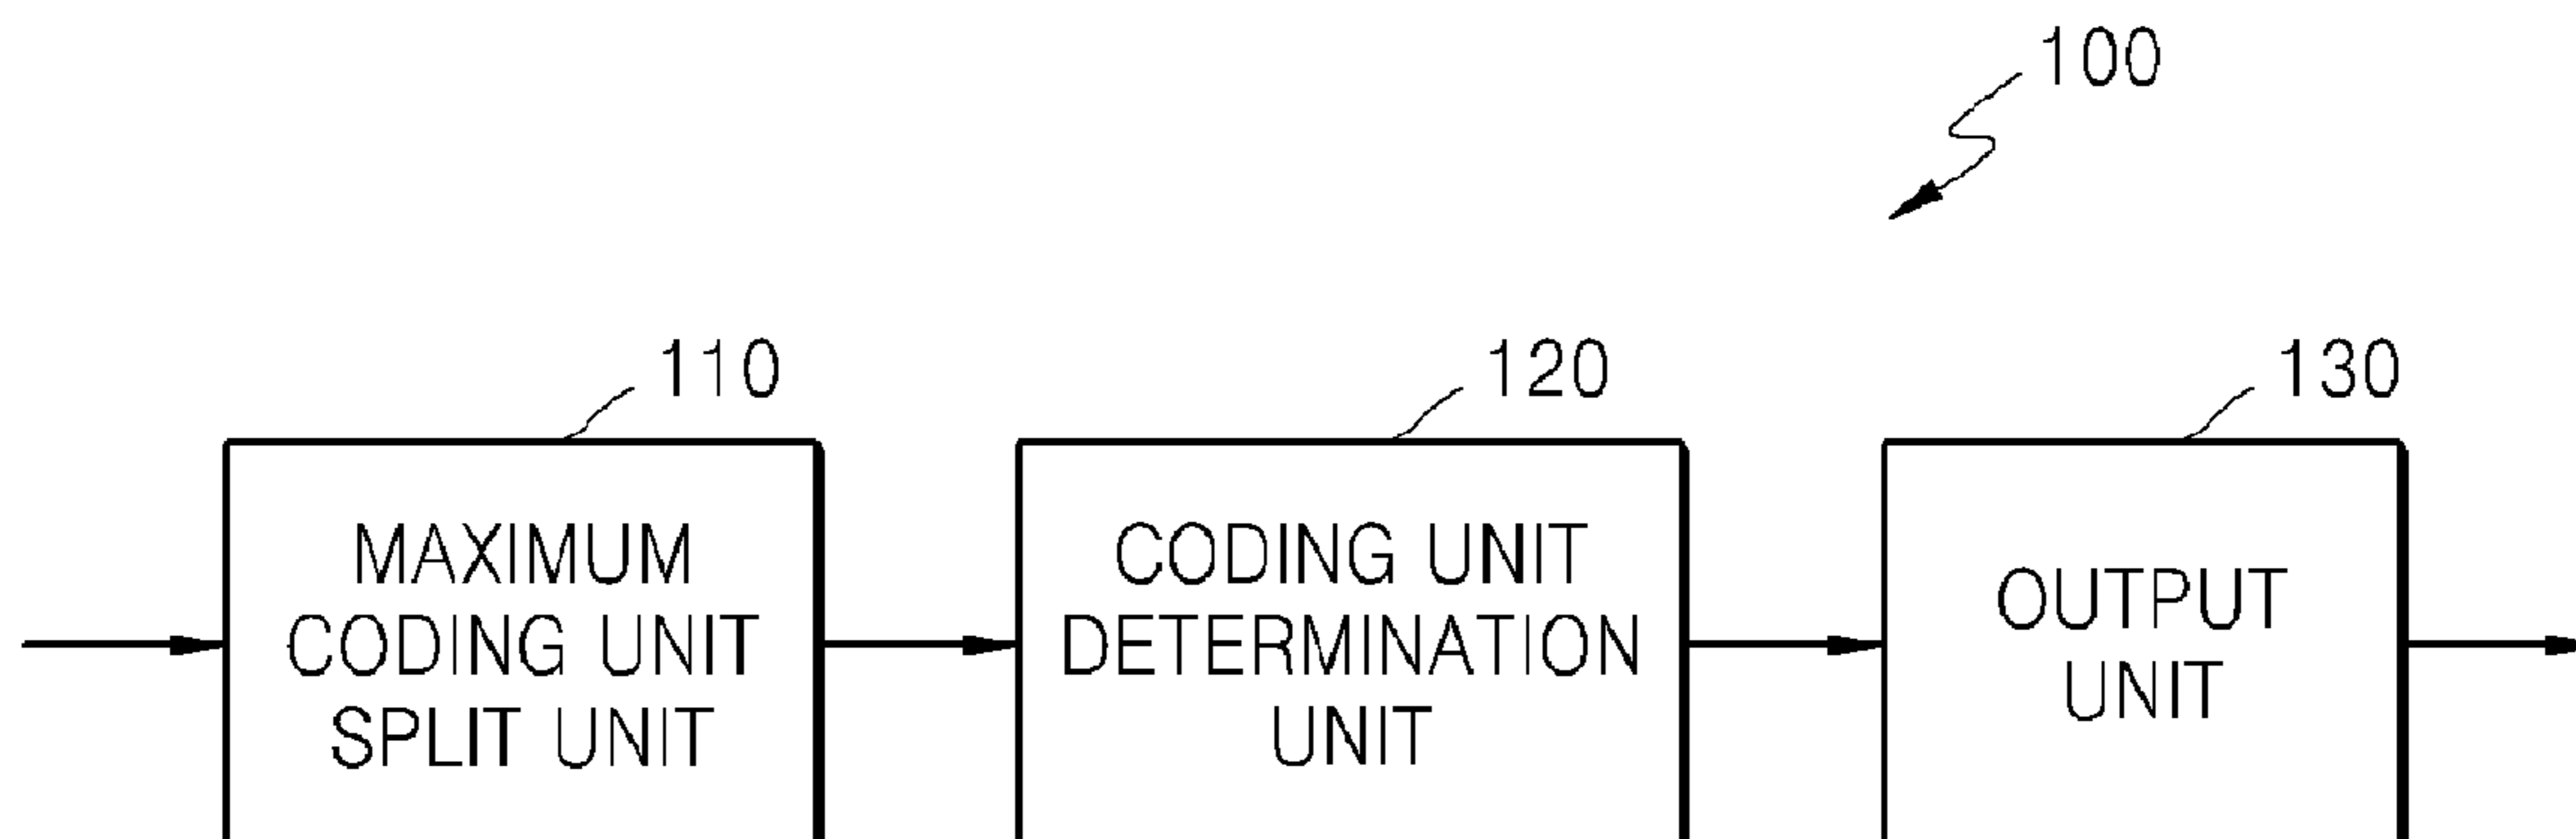 100
110
120
130
MAXIMUM
CODING UNIT
SPLIT UNIT
CODING UNIT
DETERMINATION
UNIT
OUTPUT
UNIT